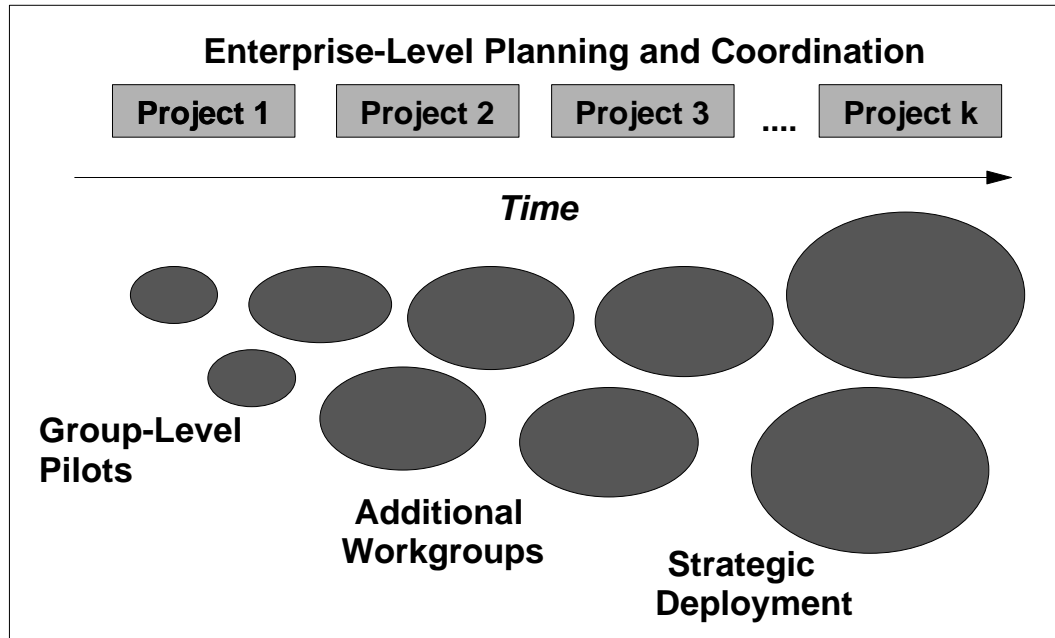 Enterprise-Level Planning and Coordination
Project 1 Project 2 Project 3 .... Project k
Time
Group-Level
Pilots
Additional
Workgroups
Strategic
Deployment